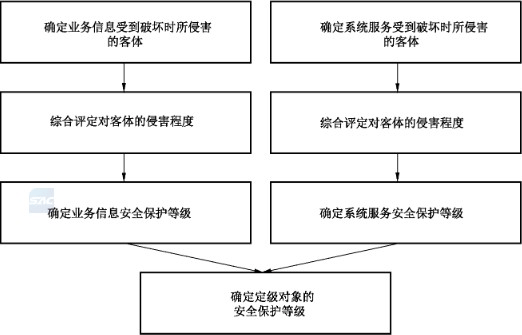 确定业务信息受到破坏时所侵害
的客体
确定系统服务受到破坏时所侵害
的客体
综合评定对客体的侵害程度
综合评定对客体的侵害程度
SAC
确定业务信息安全保护等级
确定系统服务安全保护等级
确定定级对象的
安全保护等级